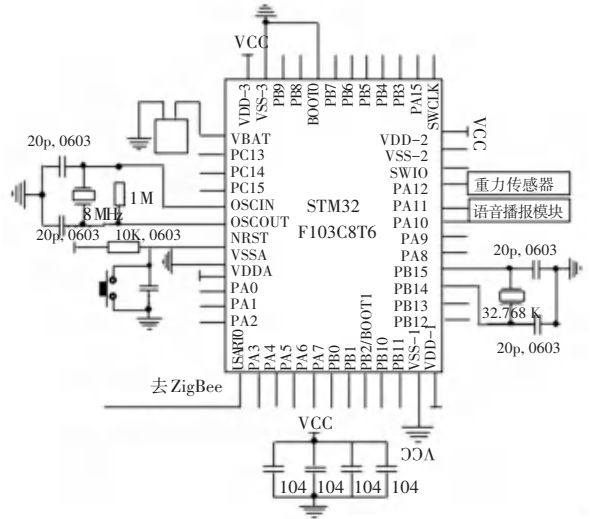 VCC
VDD-3
VSS-3
PB9
PB8
BOOT0
PB7
PB6
PB5
PB4
PB3
PA15
SWCLK
VBAT
PC13
PC14
PC15
OSCIN
OSCOUT
NRST
VSSA
VDDA
PA0
PA1
PA2
STM32
F103C8T6
VDD-2
VSS-2
SWIO
PA12
PA11
PA10
PA9
PA8
PB15
PB14
PB13
PB12
VCC
重力传感器
语音播报模块
20p, 0603
1M
8MHz
20p, 0603
10K, 0603
20p, 0603
32.768 K
20p, 0603
USARIO
PA3
PA4
PA5
PA6
PA7
PB0
PB1
PB2/BOOT1
PB10
PB11
VSS-1
VDD-1
去 ZigBee
VCC
VCC
104
104
104
104